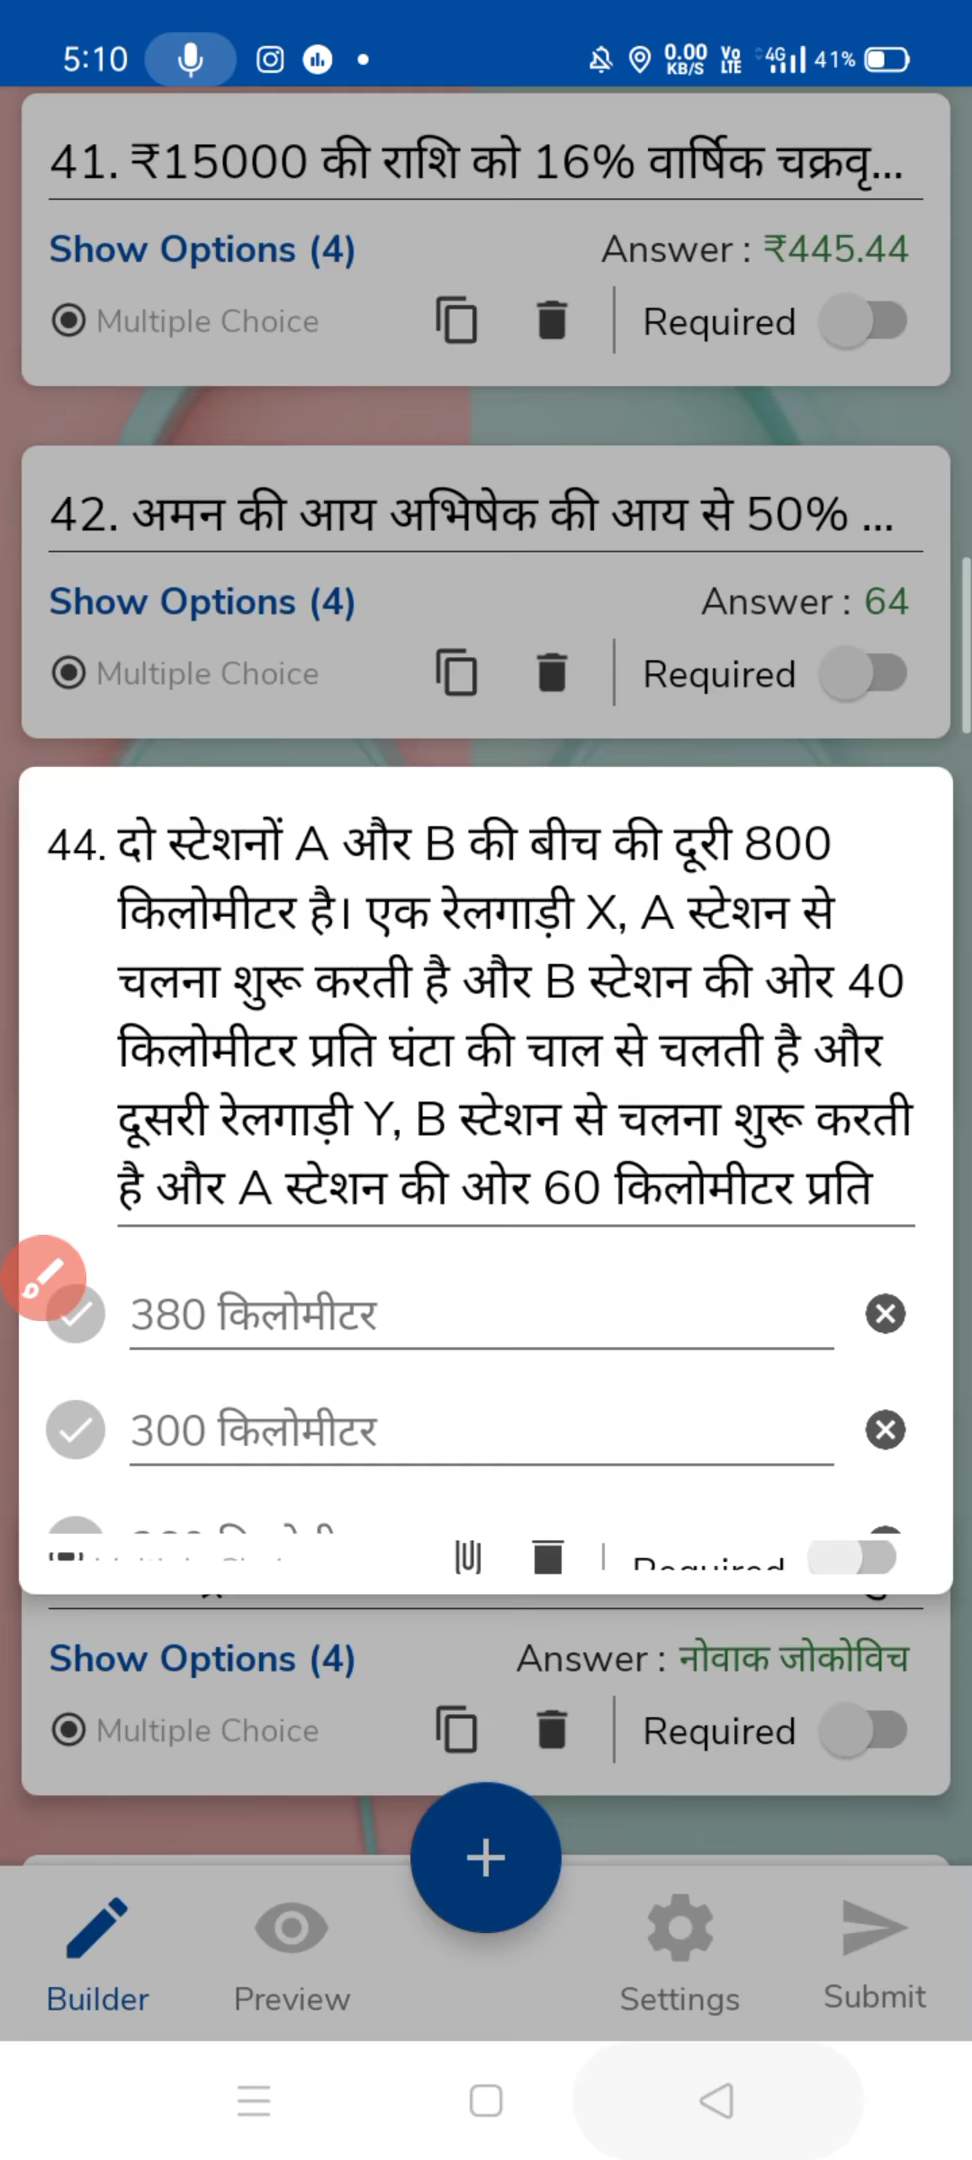 5:10
0.00 KB/S
Vo LTE
4G
41%
41. ₹15000 की राशि को 16% वार्षिक चक्रवृ...
Show Options (4)
Answer : ₹445.44
Multiple Choice
Required
42. अमन की आय अभिषेक की आय से 50% ...
Show Options (4)
Answer : 64
Multiple Choice
Required
44. दो स्टेशनों A और B की बीच की दूरी 800
किलोमीटर है। एक रेलगाड़ी X, A स्टेशन से
चलना शुरू करती है और B स्टेशन की ओर 40
किलोमीटर प्रति घंटा की चाल से चलती है और
दूसरी रेलगाड़ी Y, B स्टेशन से चलना शुरू करती
है और A स्टेशन की ओर 60 किलोमीटर प्रति
380 किलोमीटर
300 किलोमीटर
Required
Show Options (4)
Answer : नोवाक जोकोविच
Multiple Choice
Required
Builder
Preview
Settings
Submit